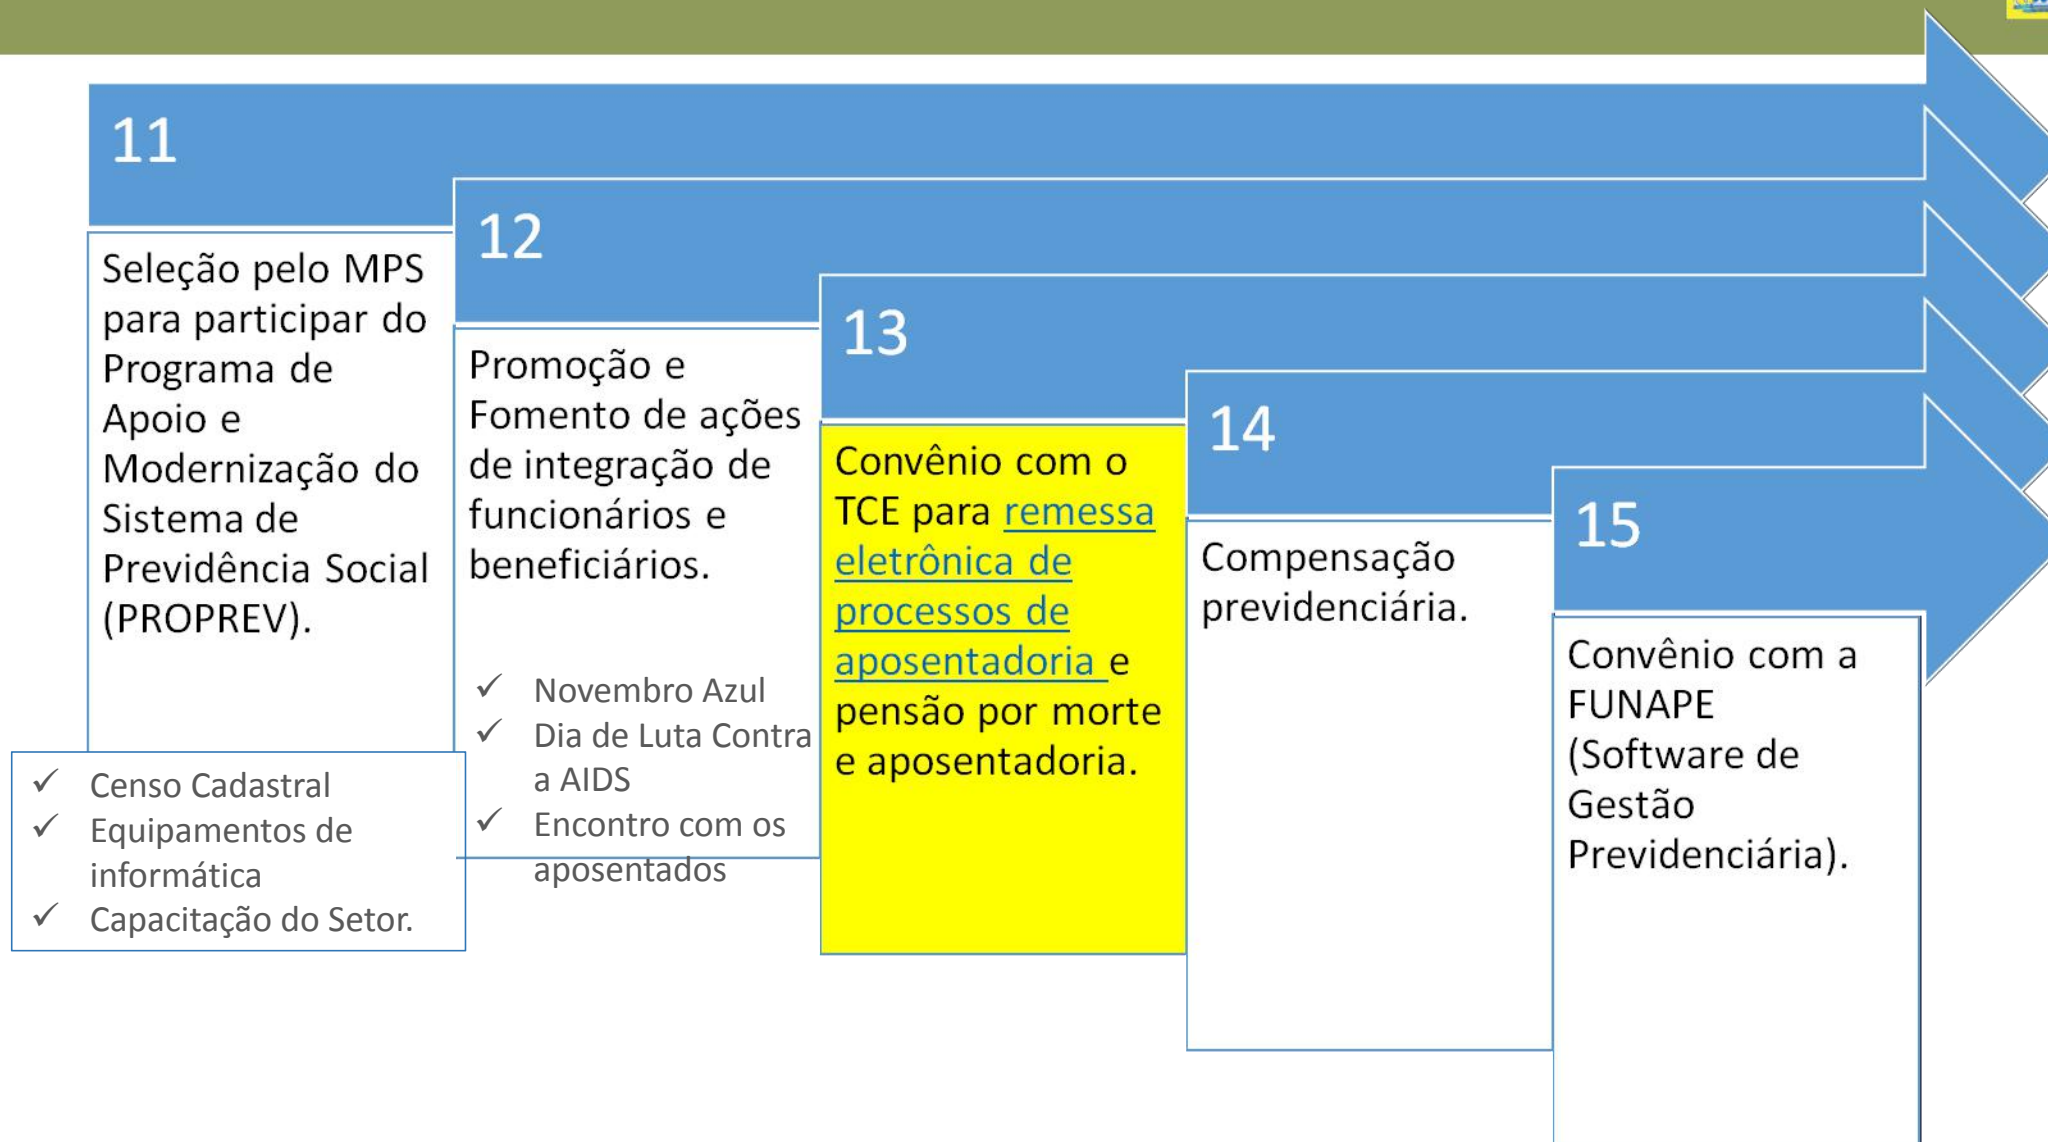 11
Seleção pelo MPS
para participar do
Programa de
Apoio e
Modernização do
Sistema de
Previdência Social
(PROPREV).
✓ Censo Cadastral
✓ Equipamentos de
informática
✓ Capacitação do Setor.
12
Promoção e
Fomento de ações
de integração de
funcionários e
beneficiários.
✓ Novembro Azul
✓ Dia de Luta Contra
a AIDS
✓ Encontro com os
aposentados
13
Convênio com o
TCE para remessa
eletrônica de
processos de
aposentadoria e
pensão por morte
e aposentadoria.
14
Compensação
previdenciária.
15
Convênio com a
FUNAPE
(Software de
Gestão
Previdenciária).